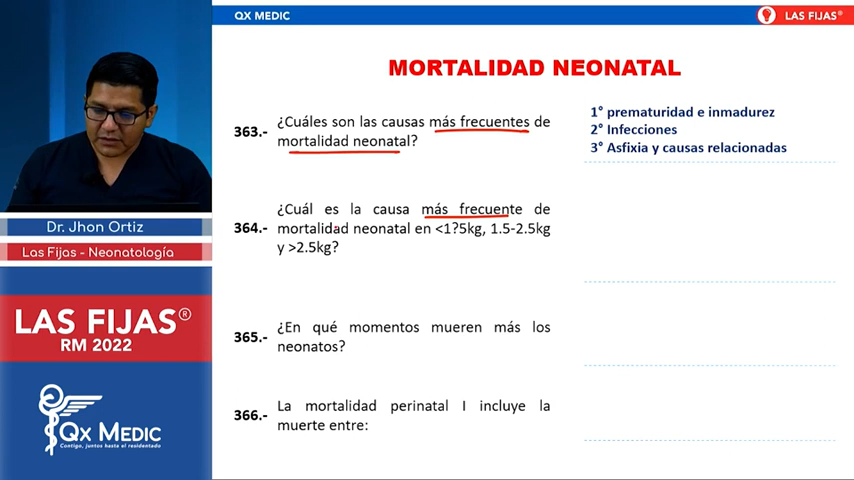 QX MEDIC
LAS FIJAS®
MORTALIDAD NEONATAL
363.-
¿Cuáles son las causas más frecuentes de
mortalidad neonatal?
1° prematuridad e inmadurez
2° Infecciones
3° Asfixia y causas relacionadas
364.-
¿Cuál es la causa más frecuente de
mortalidad neonatal en <1?5kg, 1.5-2.5kg
y >2.5kg?
365.-
¿En qué momentos mueren más los
neonatos?
366.-
La mortalidad perinatal I incluye la
muerte entre:
Dr. Jhon Ortiz
Las Fijas - Neonatología
LAS FIJAS®
RM 2022
QX MEDIC
Contigo, juntos hasta el residentado